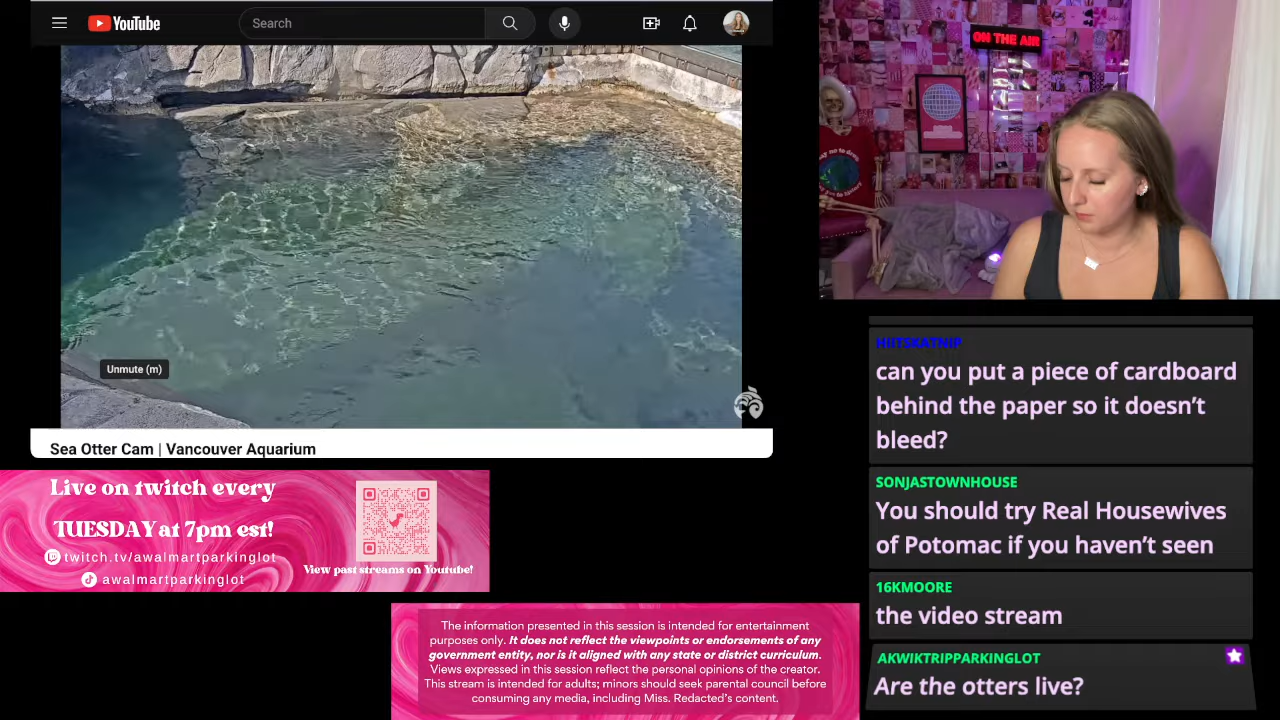 YouTube
Search
ON THE AIR
Unmute (m)
Sea Otter Cam | Vancouver Aquarium
Live on twitch every
TUESDAY at 7pm est!
twitch.tv/awalmartparkinglot
awalmartparkinglot
View past streams on Youtube!
The information presented in this session is intended for entertainment
purposes only. It does not reflect the viewpoints or endorsements of any
government entity, nor is it aligned with any state or district curriculum.
Views expressed in this session reflect the personal opinions of the creator.
This stream is intended for adults; minors should seek parental council before
consuming any media, including Miss. Redacted's content.
HIITSKATNIP
can you put a piece of cardboard
behind the paper so it doesn't
bleed?
SONJASTOWNHOUSE
You should try Real Housewives
of Potomac if you haven't seen
16KMOORE
the video stream
AKWIKTRIPPARKINGLOT
Are the otters live?